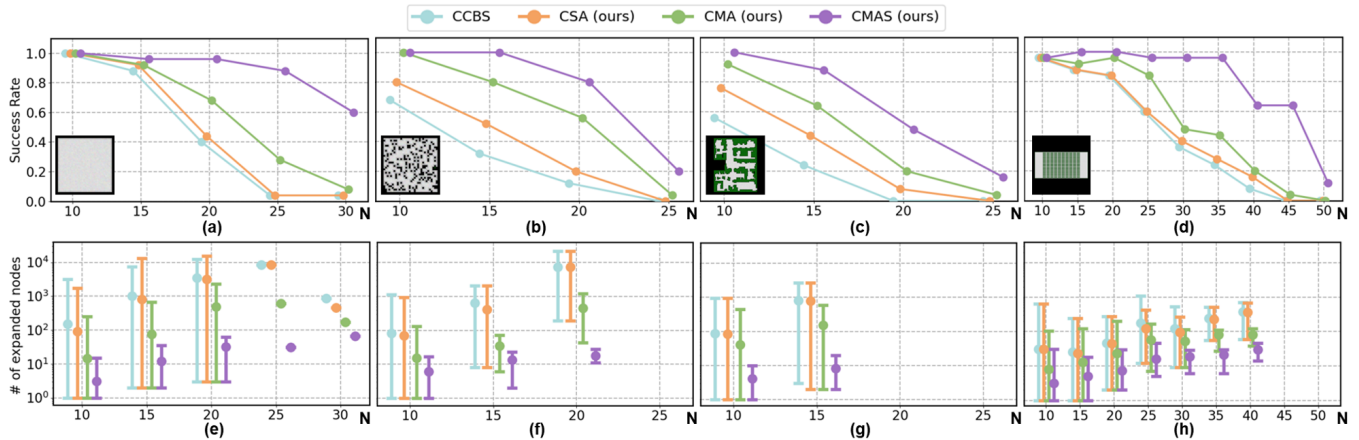 CCBS CSA (ours) CMA (ours) CMAS (ours)
Success Rate
1.0
0.8
0.6
0.4
0.2
0.0
10 15 20 25 30 N
(a)
10 15 20 25 N
(b)
10 15 20 25 N
(c)
10 15 20 25 30 35 40 45 50 N
(d)
# of expanded nodes
10⁴
10³
10²
10¹
10⁰
10 15 20 25 30 N
(e)
10 15 20 25 N
(f)
10 15 20 25 N
(g)
10 15 20 25 30 35 40 45 50 N
(h)